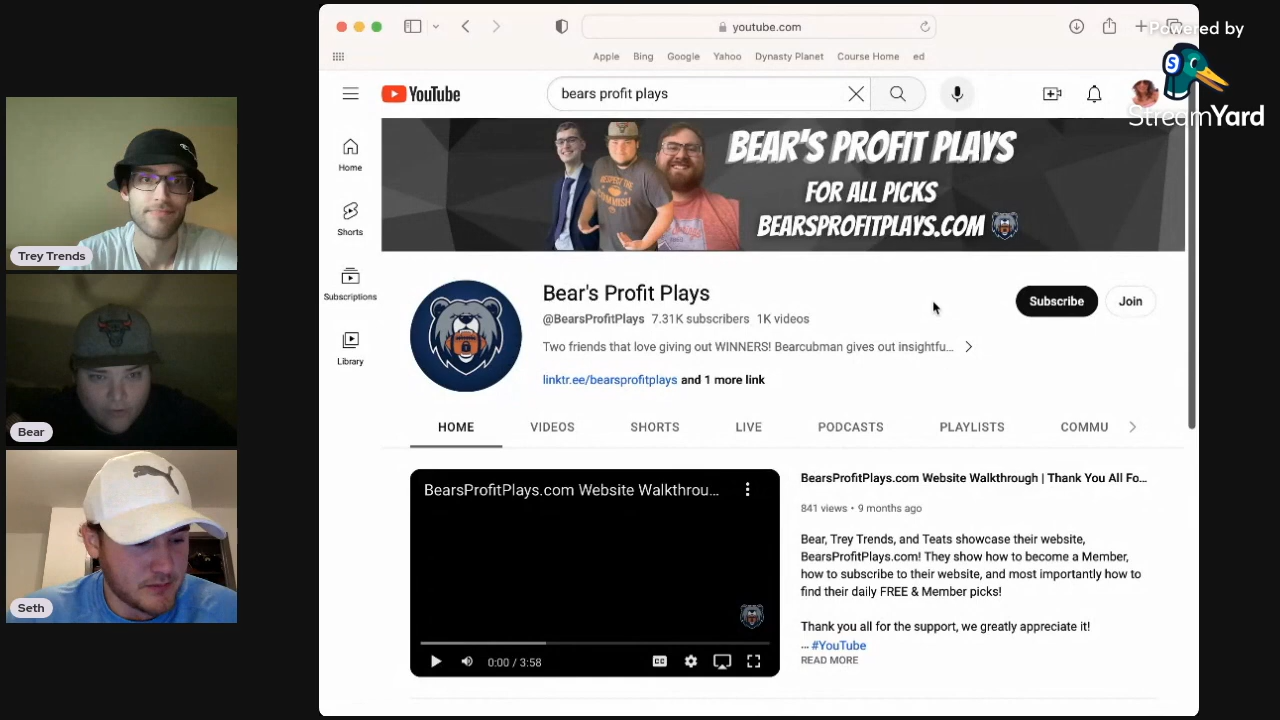 Powered by
StreamYard
youtube.com
Apple Bing Google Yahoo Dynasty Planet Course Home ed
YouTube
bears profit plays
Home
Shorts
Subscriptions
Library
BEAR'S PROFIT PLAYS
FOR ALL PICKS
BEARSPROFITPLAYS.COM
RESPECT THE
COMMISH
Bear's Profit Plays
@BearsProfitPlays 7.31K subscribers 1K videos
Two friends that love giving out WINNERS! Bearcubman gives out insightfu...
linktr.ee/bearsprofitplays and 1 more link
Subscribe
Join
HOME VIDEOS SHORTS LIVE PODCASTS PLAYLISTS COMMU
BearsProfitPlays.com Website Walkthrou...
0:00 / 3:58
BearsProfitPlays.com Website Walkthrough | Thank You All Fo...
841 views • 9 months ago
Bear, Trey Trends, and Teats showcase their website,
BearsProfitPlays.com! They show how to become a Member,
how to subscribe to their website, and most importantly how to
find their daily FREE & Member picks!
Thank you all for the support, we greatly appreciate it!
... #YouTube
READ MORE
Trey Trends
Bear
Seth